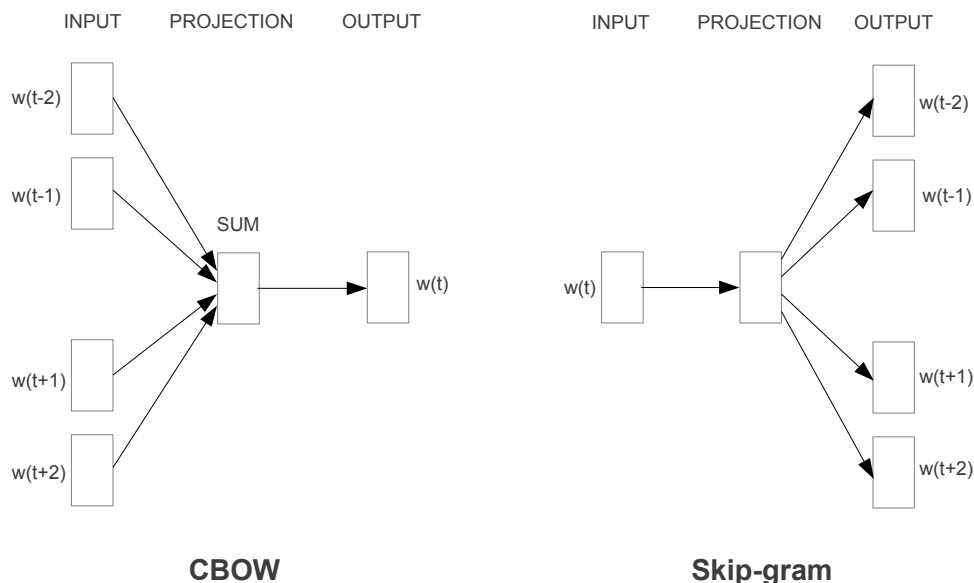 INPUT PROJECTION OUTPUT
w(t-2)
w(t-1)
SUM
w(t)
w(t+1)
w(t+2)
CBOW
INPUT PROJECTION OUTPUT
w(t-2)
w(t-1)
w(t)
w(t+1)
w(t+2)
Skip-gram